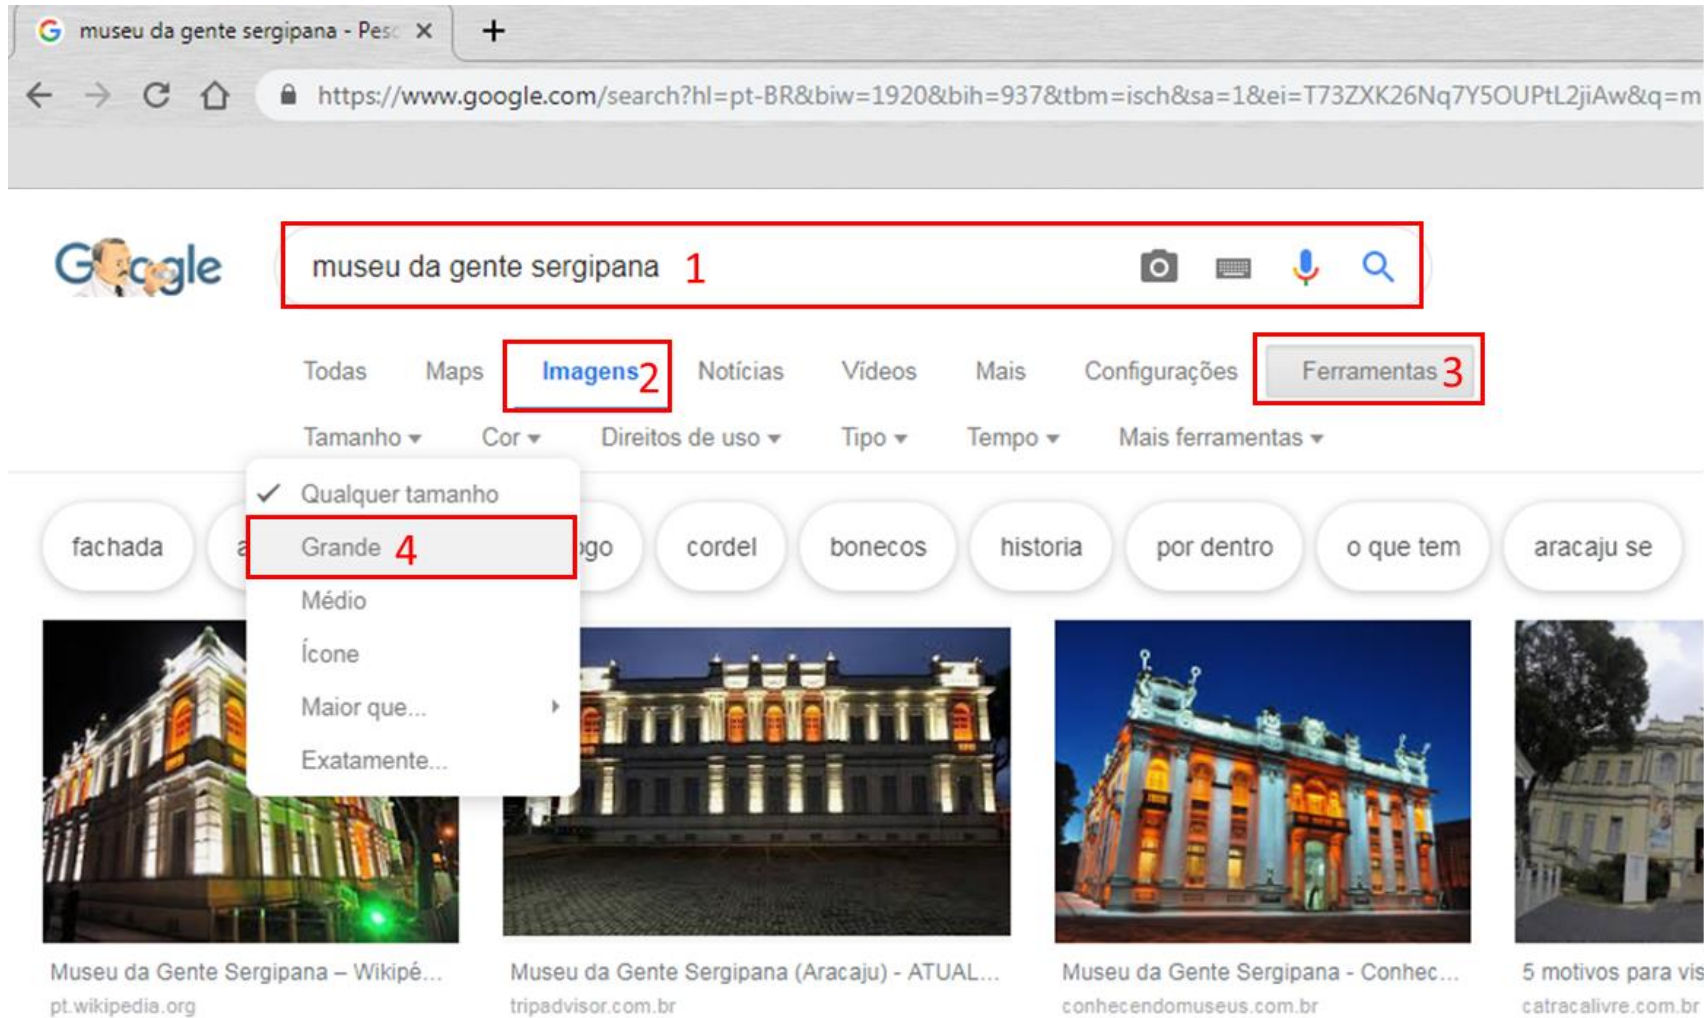 museu da gente sergipana - Pesc
https://www.google.com/search?hl=pt-BR&biw=1920&bih=937&tbm=isch&sa=1&ei=T73ZXK26Nq7Y5OUPtL2jiAw&q=m
Google
museu da gente sergipana 1
Todas Maps Imagens 2 Notícias Vídeos Mais Configurações Ferramentas 3
Tamanho Cor Direitos de uso Tipo Tempo Mais ferramentas
Qualquer tamanho
Grande 4
Médio
Ícone
Maior que...
Exatamente...
fachada cordel bonecos historia por dentro o que tem aracaju se
Museu da Gente Sergipana – Wikipé...
pt.wikipedia.org
Museu da Gente Sergipana (Aracaju) - ATUAL...
tripadvisor.com.br
Museu da Gente Sergipana - Conhec...
conhecendomuseus.com.br
5 motivos para vis
catracalivre.com.br